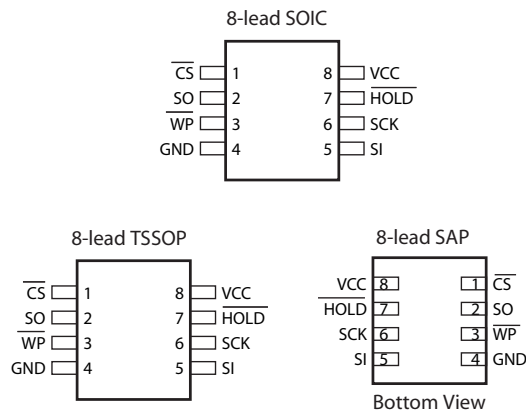 8-lead SOIC
CS 1 8 VCC
SO 2 7 HOLD
WP 3 6 SCK
GND 4 5 SI
8-lead TSSOP
CS 1 8 VCC
SO 2 7 HOLD
WP 3 6 SCK
GND 4 5 SI
8-lead SAP
VCC 8 1 CS
HOLD 7 2 SO
SCK 6 3 WP
SI 5 4 GND
Bottom View